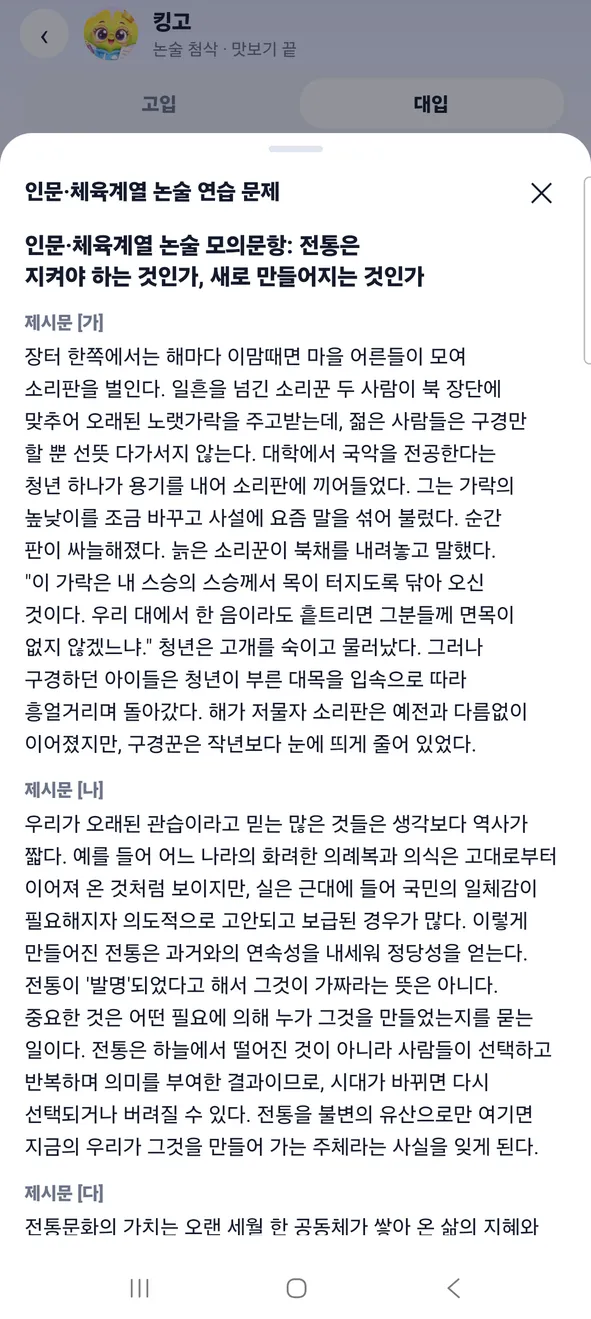 킹고
논술 첨삭 · 맛보기 끝
고입
대입
인문·체육계열 논술 연습 문제
인문·체육계열 논술 모의문항: 전통은
지켜야 하는 것인가, 새로 만들어지는 것인가
제시문 [가]
장터 한쪽에서는 해마다 이맘때면 마을 어른들이 모여
소리판을 벌인다. 일흔을 넘긴 소리꾼 두 사람이 북 장단에
맞추어 오래된 노랫가락을 주고받는데, 젊은 사람들은 구경만
할 뿐 선뜻 다가서지 않는다. 대학에서 국악을 전공한다는
청년 하나가 용기를 내어 소리판에 끼어들었다. 그는 가락의
높낮이를 조금 바꾸고 사설에 요즘 말을 섞어 불렀다. 순간
판이 싸늘해졌다. 늙은 소리꾼이 북채를 내려놓고 말했다.
"이 가락은 내 스승의 스승께서 목이 터지도록 닦아 오신
것이다. 우리 대에서 한 음이라도 흩트리면 그분들께 면목이
없지 않겠느냐." 청년은 고개를 숙이고 물러났다. 그러나
구경하던 아이들은 청년이 부른 대목을 입속으로 따라
흥얼거리며 돌아갔다. 해가 저물자 소리판은 예전과 다름없이
이어졌지만, 구경꾼은 작년보다 눈에 띄게 줄어 있었다.
제시문 [나]
우리가 오래된 관습이라고 믿는 많은 것들은 생각보다 역사가
짧다. 예를 들어 어느 나라의 화려한 의례복과 의식은 고대로부터
이어져 온 것처럼 보이지만, 실은 근대에 들어 국민의 일체감이
필요해지자 의도적으로 고안되고 보급된 경우가 많다. 이렇게
만들어진 전통은 과거와의 연속성을 내세워 정당성을 얻는다.
전통이 '발명'되었다고 해서 그것이 가짜라는 뜻은 아니다.
중요한 것은 어떤 필요에 의해 누가 그것을 만들었는지를 묻는
일이다. 전통은 하늘에서 떨어진 것이 아니라 사람들이 선택하고
반복하며 의미를 부여한 결과이므로, 시대가 바뀌면 다시
선택되거나 버려질 수 있다. 전통을 불변의 유산으로만 여기면
지금의 우리가 그것을 만들어 가는 주체라는 사실을 잊게 된다.
제시문 [다]
전통문화의 가치는 오랜 세월 한 공동체가 쌓아 온 삶의 지혜와